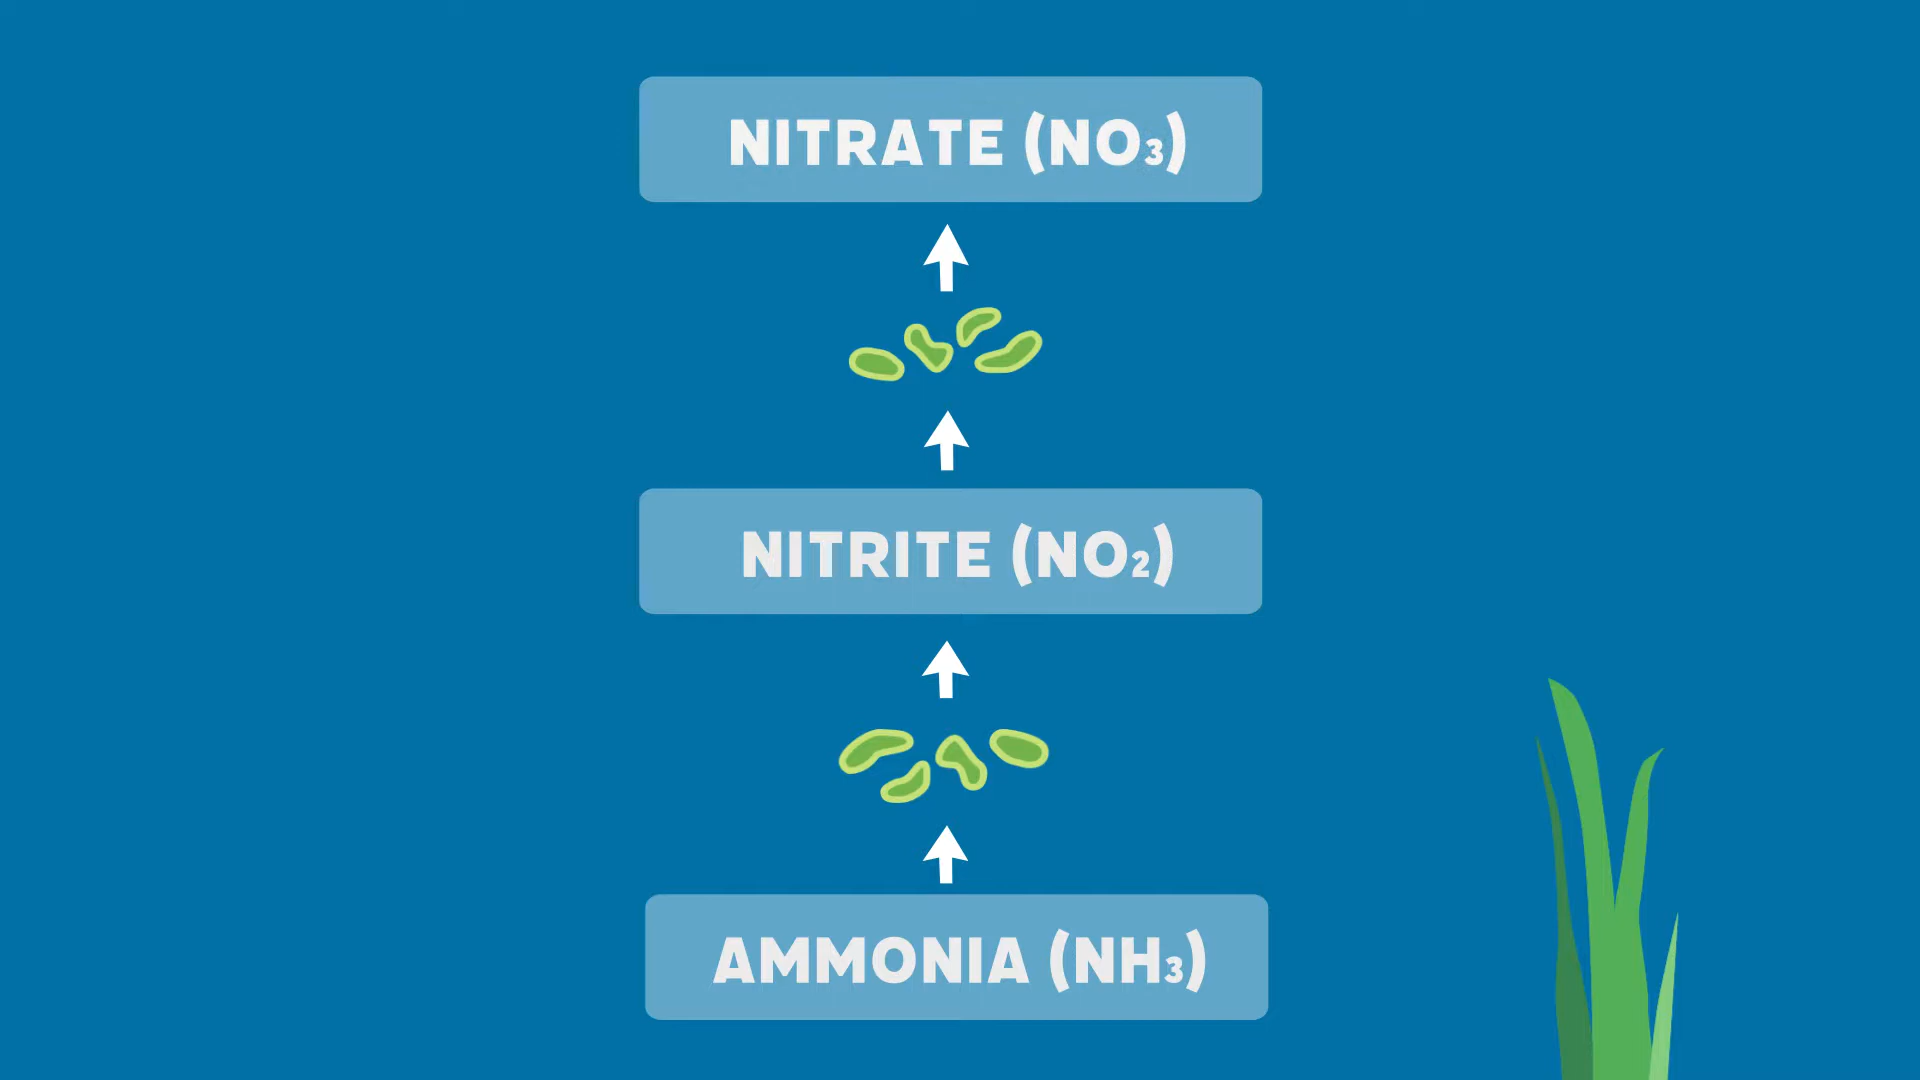 NITRATE (NO₃)
NITRITE (NO₂)
AMMONIA (NH₃)